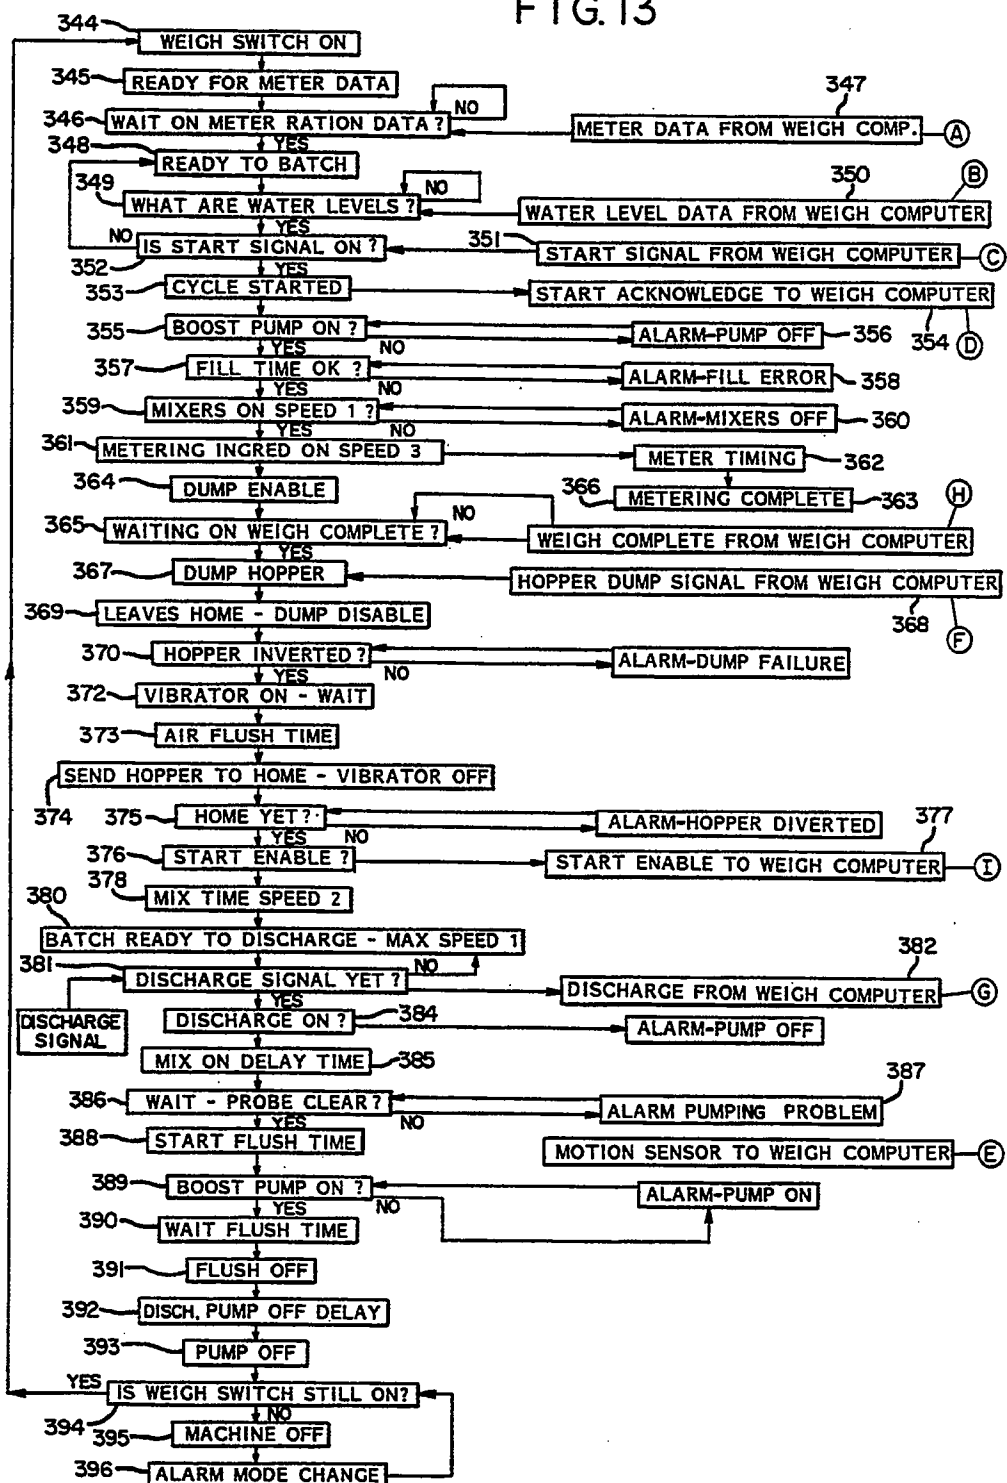 FIG. 13
344
WEIGH SWITCH ON
345
READY FOR METER DATA
NO
347
346
WAIT ON METER RATION DATA ?
METER DATA FROM WEIGH COMP.
A
YES
348
READY TO BATCH
B
349
NO
350
WHAT ARE WATER LEVELS ?
WATER LEVEL DATA FROM WEIGH COMPUTER
YES
NO
351
IS START SIGNAL ON ?
START SIGNAL FROM WEIGH COMPUTER
C
352
YES
353
CYCLE STARTED
START ACKNOWLEDGE TO WEIGH COMPUTER
354
D
355
BOOST PUMP ON ?
ALARM-PUMP OFF
356
YES
NO
357
FILL TIME OK ?
ALARM-FILL ERROR
358
YES
NO
359
MIXERS ON SPEED 1 ?
ALARM-MIXERS OFF
360
YES
NO
361
METERING INGRED ON SPEED 3
METER TIMING
362
364
DUMP ENABLE
366
METERING COMPLETE
363
H
365
WAITING ON WEIGH COMPLETE ?
NO
WEIGH COMPLETE FROM WEIGH COMPUTER
YES
367
DUMP HOPPER
HOPPER DUMP SIGNAL FROM WEIGH COMPUTER
368
F
369
LEAVES HOME - DUMP DISABLE
370
HOPPER INVERTED ?
ALARM-DUMP FAILURE
YES
NO
372
VIBRATOR ON - WAIT
373
AIR FLUSH TIME
SEND HOPPER TO HOME - VIBRATOR OFF
374
375
HOME YET ?
ALARM-HOPPER DIVERTED
377
YES
NO
376
START ENABLE ?
START ENABLE TO WEIGH COMPUTER
I
378
MIX TIME SPEED 2
380
BATCH READY TO DISCHARGE - MAX SPEED 1
381
DISCHARGE SIGNAL YET ?
NO
382
DISCHARGE FROM WEIGH COMPUTER
G
YES
DISCHARGE
SIGNAL
DISCHARGE ON ?
384
ALARM-PUMP OFF
MIX ON DELAY TIME
385
387
386
WAIT - PROBE CLEAR ?
ALARM PUMPING PROBLEM
YES
NO
388
START FLUSH TIME
MOTION SENSOR TO WEIGH COMPUTER
E
389
BOOST PUMP ON ?
ALARM-PUMP ON
YES
NO
390
WAIT FLUSH TIME
391
FLUSH OFF
392
DISCH. PUMP OFF DELAY
393
PUMP OFF
YES
IS WEIGH SWITCH STILL ON?
394
NO
395
MACHINE OFF
396
ALARM MODE CHANGE